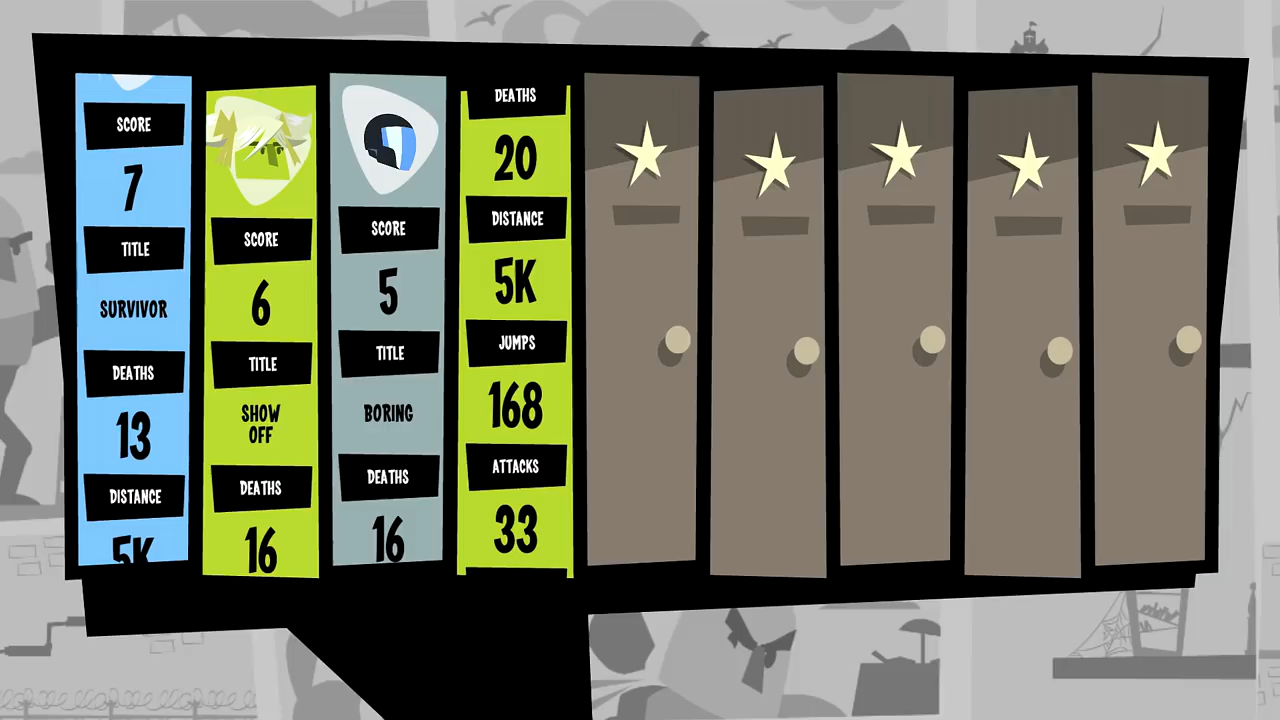 SCORE
7
TITLE
SURVIVOR
DEATHS
13
DISTANCE
5K
SCORE
6
TITLE
SHOW
OFF
DEATHS
16
SCORE
5
TITLE
BORING
DEATHS
16
DEATHS
20
DISTANCE
5K
JUMPS
168
ATTACKS
33